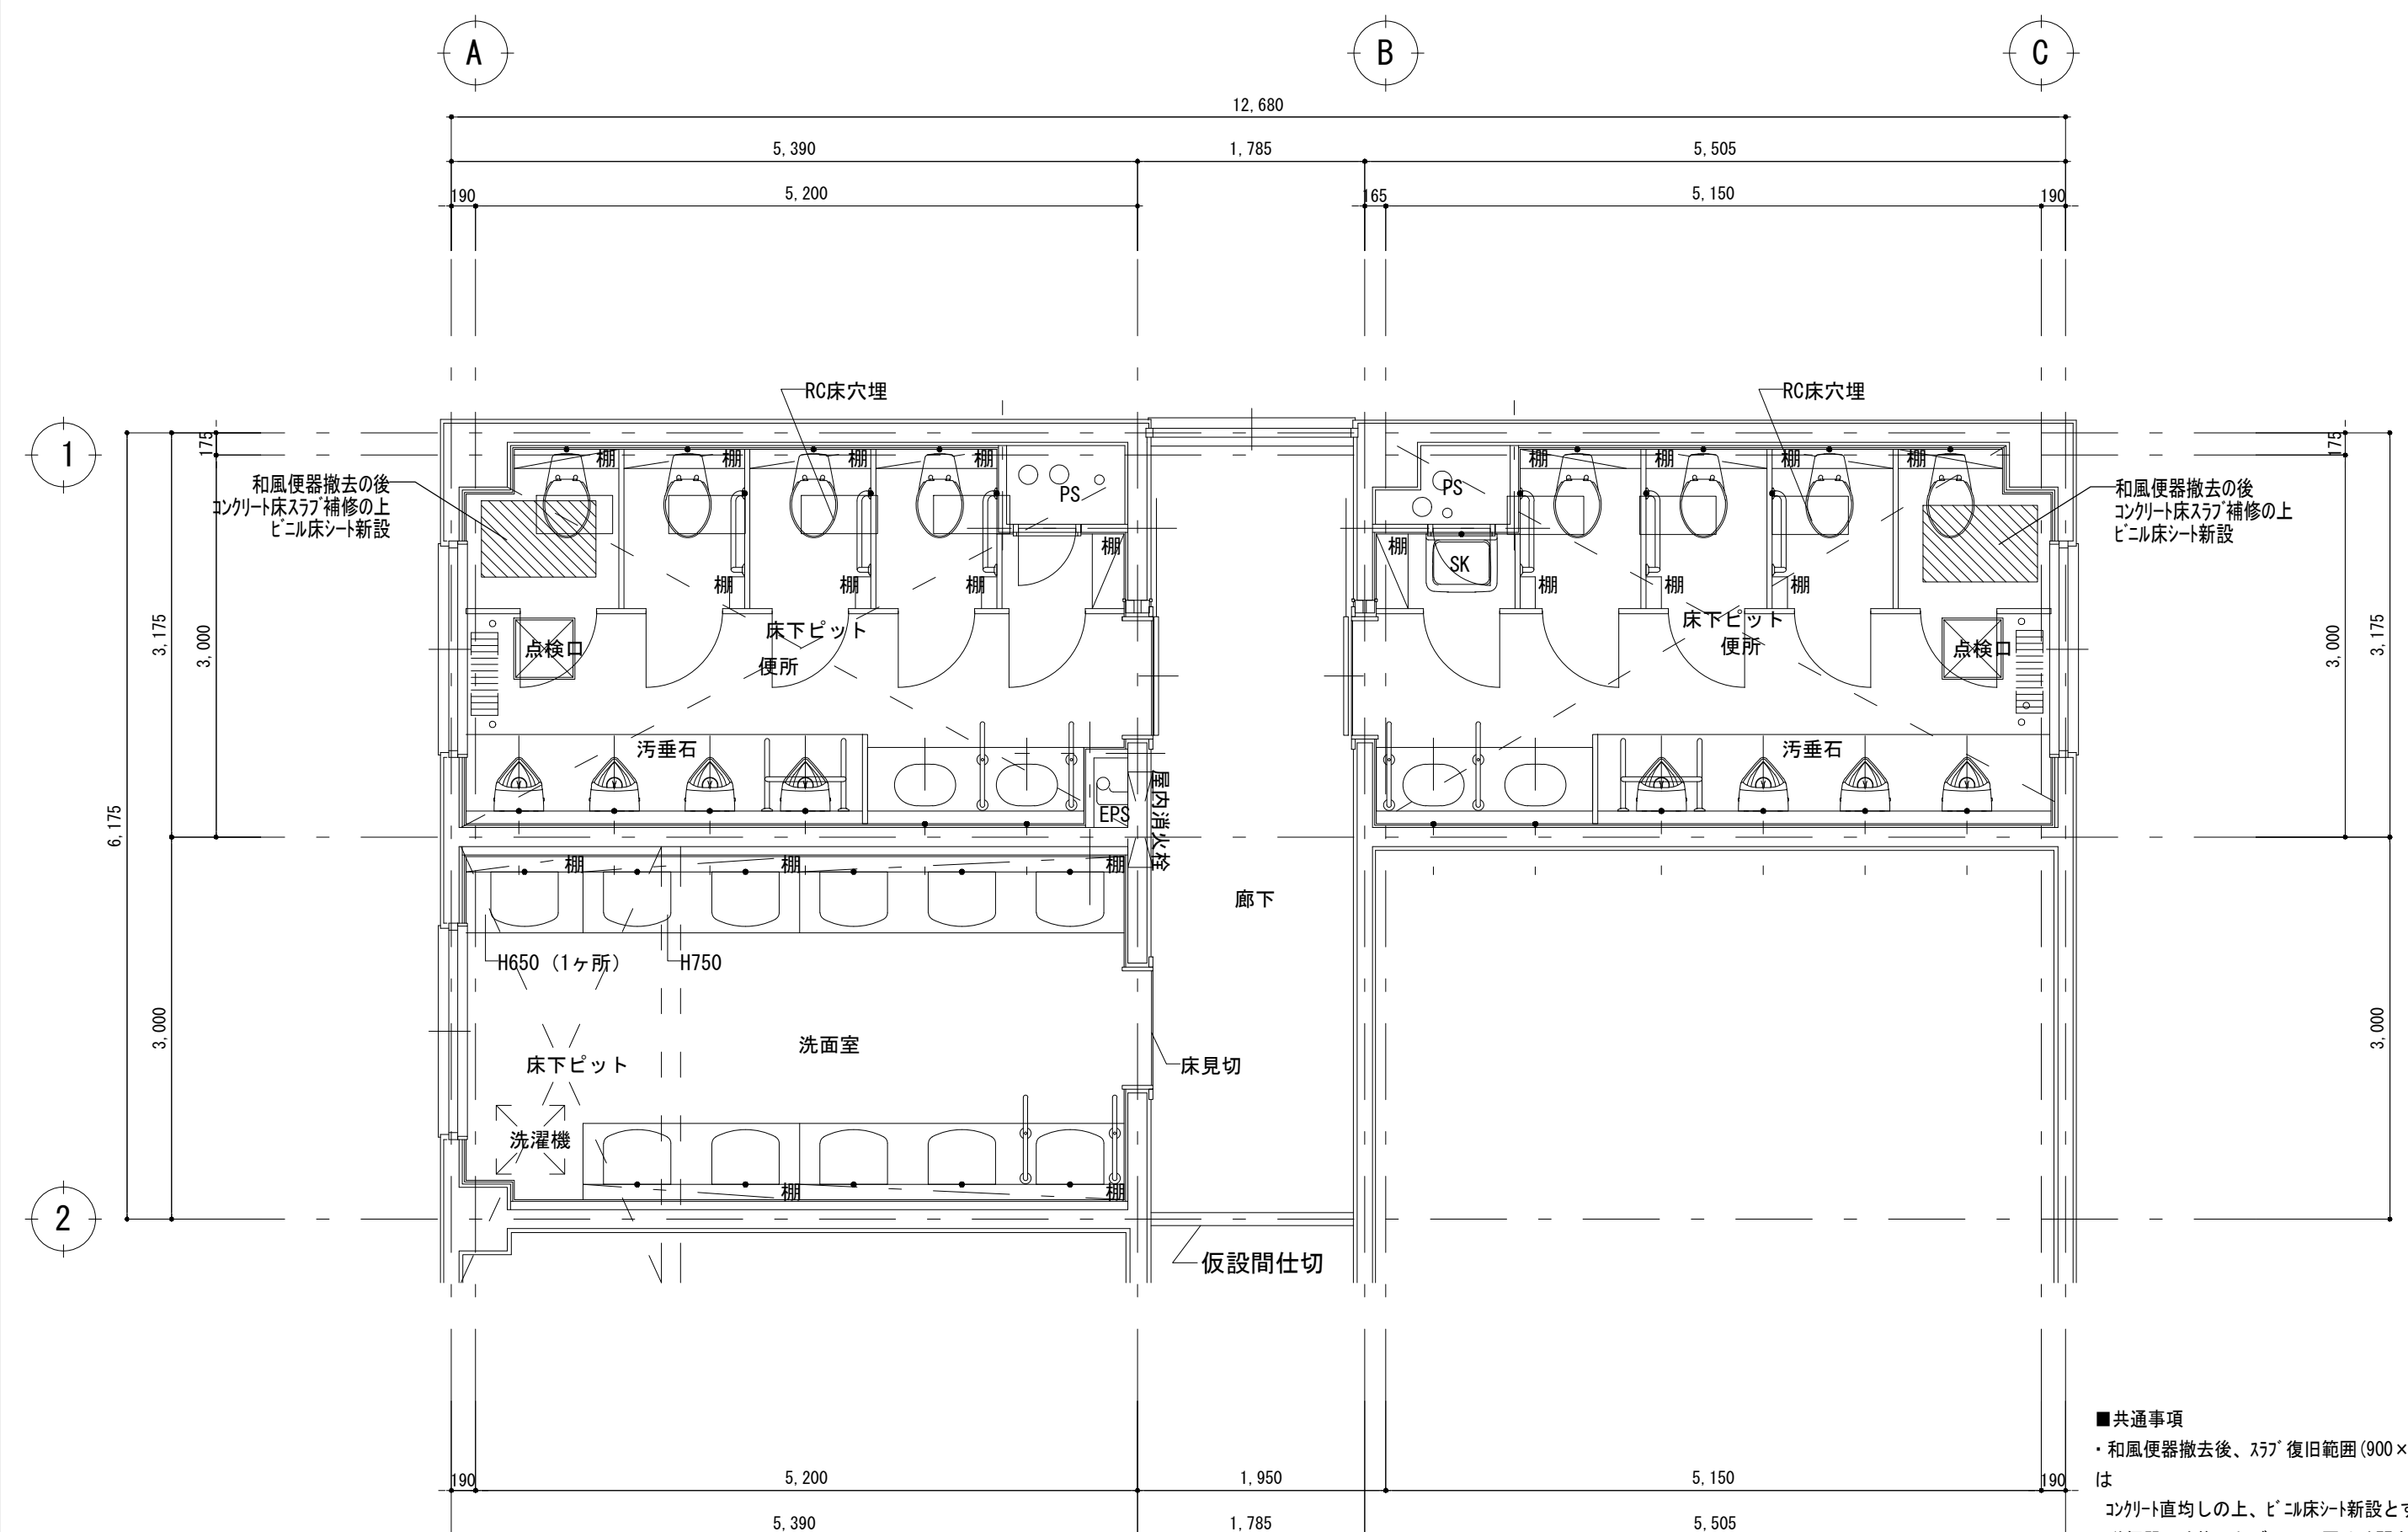 A
B
C
12,680
5,390
1,785
5,505
190
5,200
165
5,150
190
RC床穴埋
RC床穴埋
1
175
175
和風便器撤去の後
コンクリート床スラブ補修の上
ビニル床シート新設
棚
棚
棚
棚
PS
PS
棚
棚
棚
棚
和風便器撤去の後
コンクリート床スラブ補修の上
ビニル床シート新設
棚
棚
SK
棚
棚
棚
棚
棚
棚
3,175
3,000
点検口
床下ピット
便所
床下ピット
便所
点検口
3,000
3,175
汚垂石
汚垂石
6,175
EPS
屋内消火栓
棚
棚
棚
廊下
H650 (1ヶ所)
H750
3,000
洗面室
床下ピット
床見切
3,000
洗濯機
棚
棚
2
仮設間仕切
■共通事項
・和風便器撤去後、スラブ復旧範囲(900×
は
コンクリート直均しの上、ビニル床シート新設とす
190
5,200
1,950
5,150
190
5,390
1,785
5,505